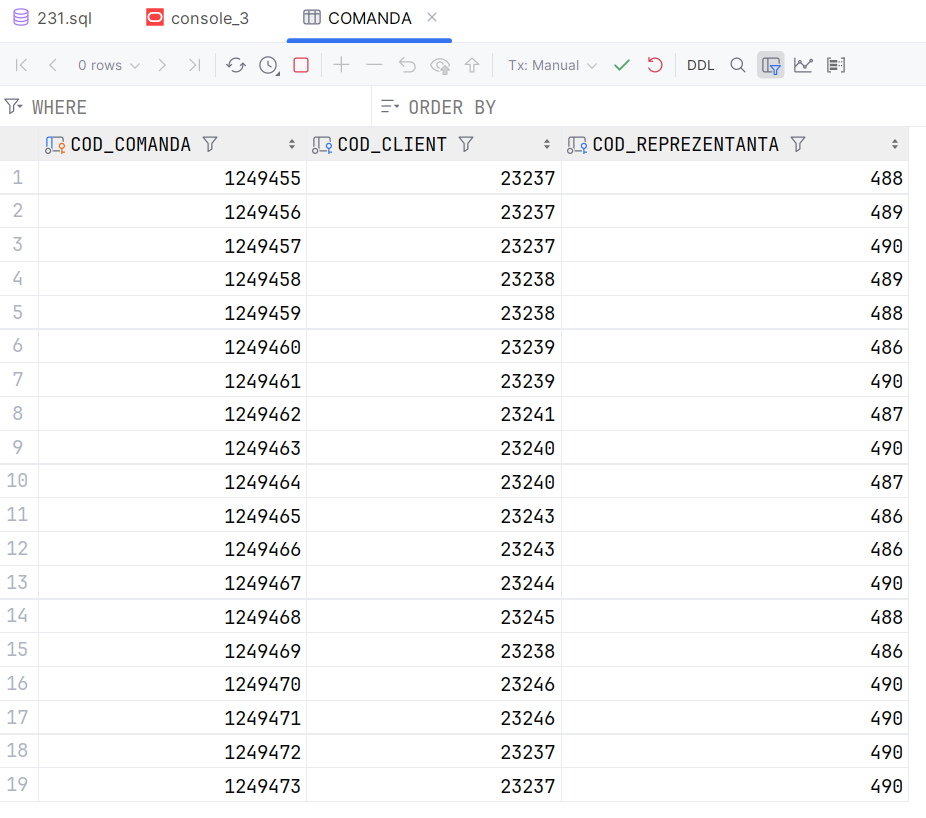 231.sql console_3 COMANDA
0 rows Tx: Manual DDL
WHERE ORDER BY
COD_COMANDA COD_CLIENT COD_REPREZENTANTA
1 1249455 23237 488
2 1249456 23237 489
3 1249457 23237 490
4 1249458 23238 489
5 1249459 23238 488
6 1249460 23239 486
7 1249461 23239 490
8 1249462 23241 487
9 1249463 23240 490
10 1249464 23240 487
11 1249465 23243 486
12 1249466 23243 486
13 1249467 23244 490
14 1249468 23245 488
15 1249469 23238 486
16 1249470 23246 490
17 1249471 23246 490
18 1249472 23237 490
19 1249473 23237 490